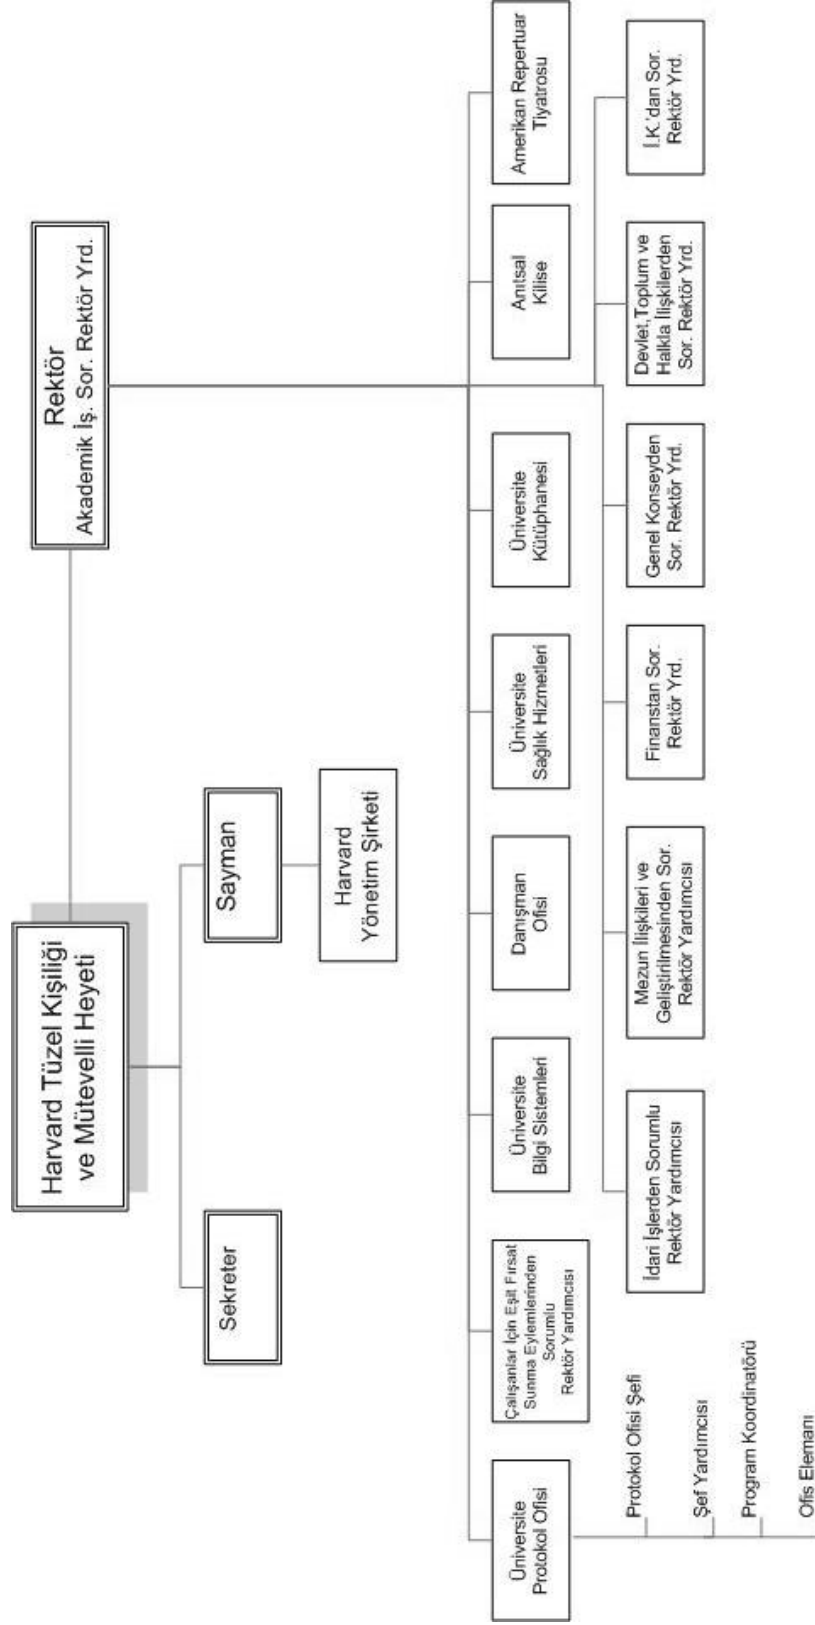 Harvard Tüzel Kişiliği
ve Mütevelli Heyeti
Rektör
Akademik İş. Sor. Rektör Yrd.
Sekreter
Sayman
Harvard
Yönetim Şirketi
Üniversite
Protokol Ofisi
Çalışanlar İçin Eşit Fırsat
Sunma Eylemlerinden
Sorumlu
Rektör Yardımcısı
Üniversite
Bilgi Sistemleri
Danışman
Ofisi
Üniversite
Sağlık Hizmetleri
Üniversite
Kütüphanesi
Anıtsal
Kilise
Amerikan Repertuar
Tiyatrosu
Protokol Ofisi Şefi
Şef Yardımcısı
Program Koordinatörü
Ofis Elemanı
İdari İşlerden Sorumlu
Rektör Yardımcısı
Mezun İlişkileri ve
Geliştirilmesinden Sor.
Rektör Yardımcısı
Finanstan Sor.
Rektör Yrd.
Genel Konseyden
Sor. Rektör Yrd.
Devlet,Toplum ve
Halkla İlişkilerden
Sor. Rektör Yrd.
İ.K.'dan Sor.
Rektör Yrd.